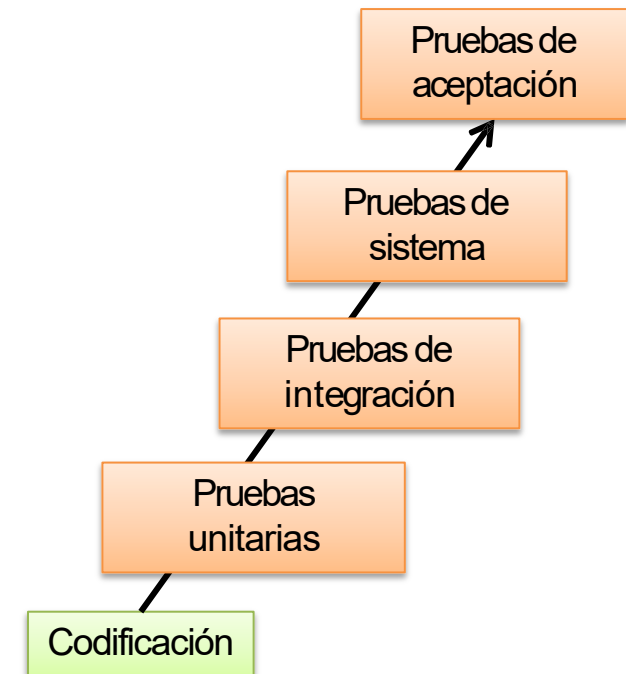 Pruebas de
aceptación
Pruebas de
sistema
Pruebas de
integración
Pruebas
unitarias
Codificación